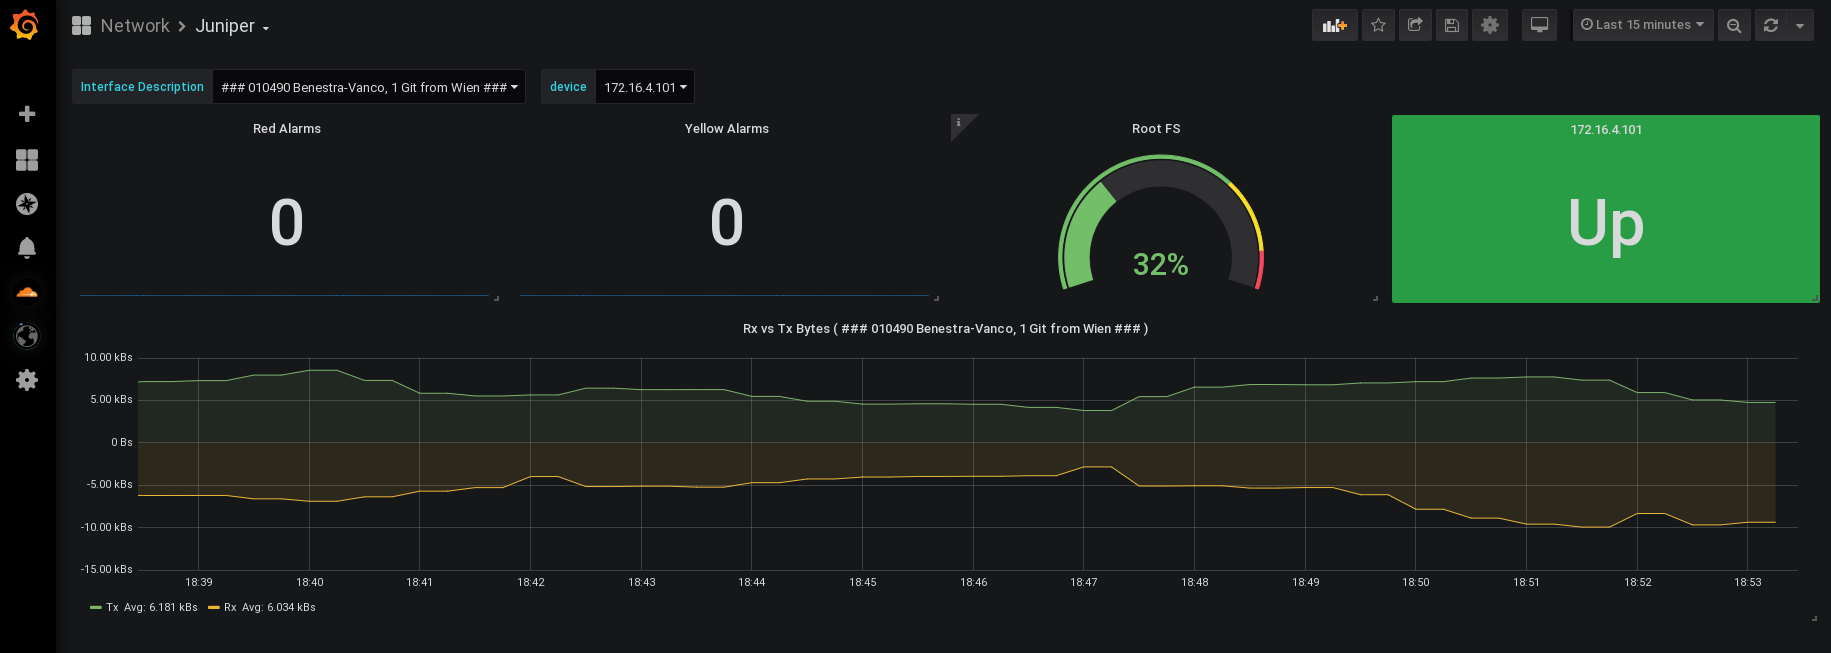 Network > Juniper
Last 15 minutes
Interface Description ### 010490 Benestra-Vanco, 1 Git from Wien ### device 172.16.4.101
Red Alarms
0
Yellow Alarms
0
i
Root FS
32%
172.16.4.101
Up
Rx vs Tx Bytes ( ### 010490 Benestra-Vanco, 1 Git from Wien ### )
10.00 kBs
5.00 kBs
0 Bs
-5.00 kBs
-10.00 kBs
-15.00 kBs
18:39 18:40 18:41 18:42 18:43 18:44 18:45 18:46 18:47 18:48 18:49 18:50 18:51 18:52 18:53
Tx Avg: 6.181 kBs Rx Avg: 6.034 kBs